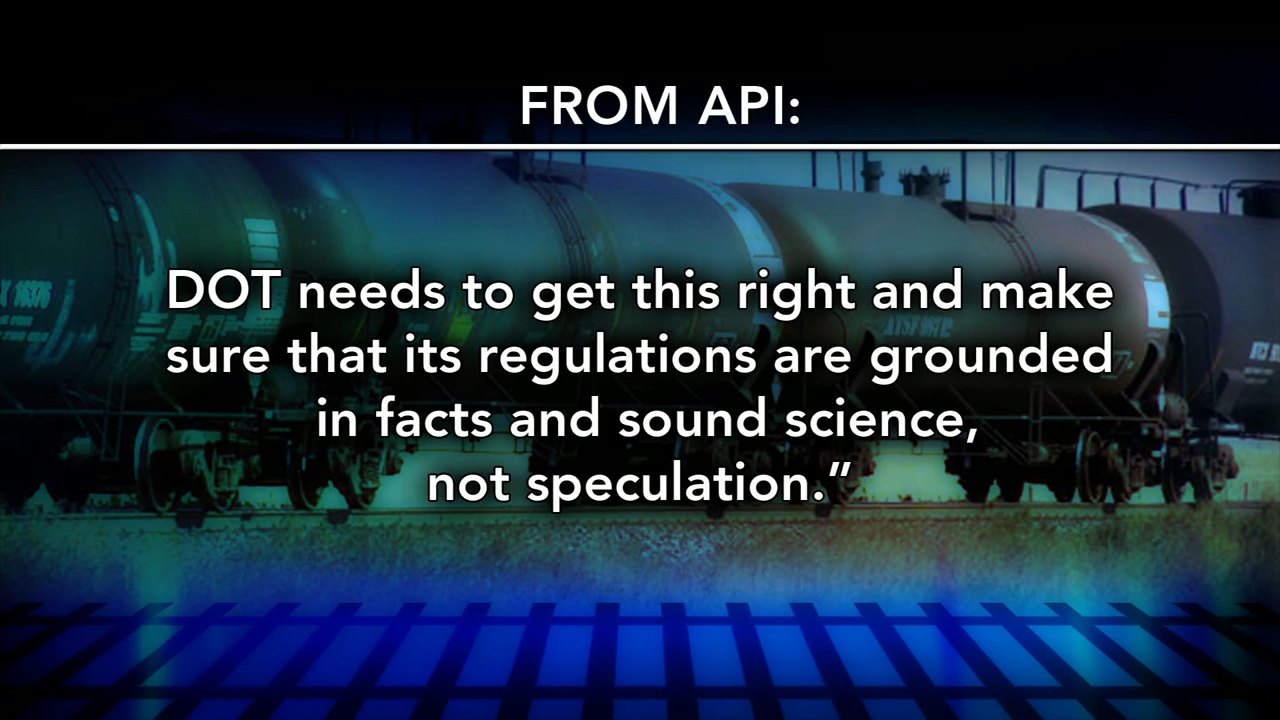 FROM API:
DOT needs to get this right and make
sure that its regulations are grounded
in facts and sound science,
not speculation.”